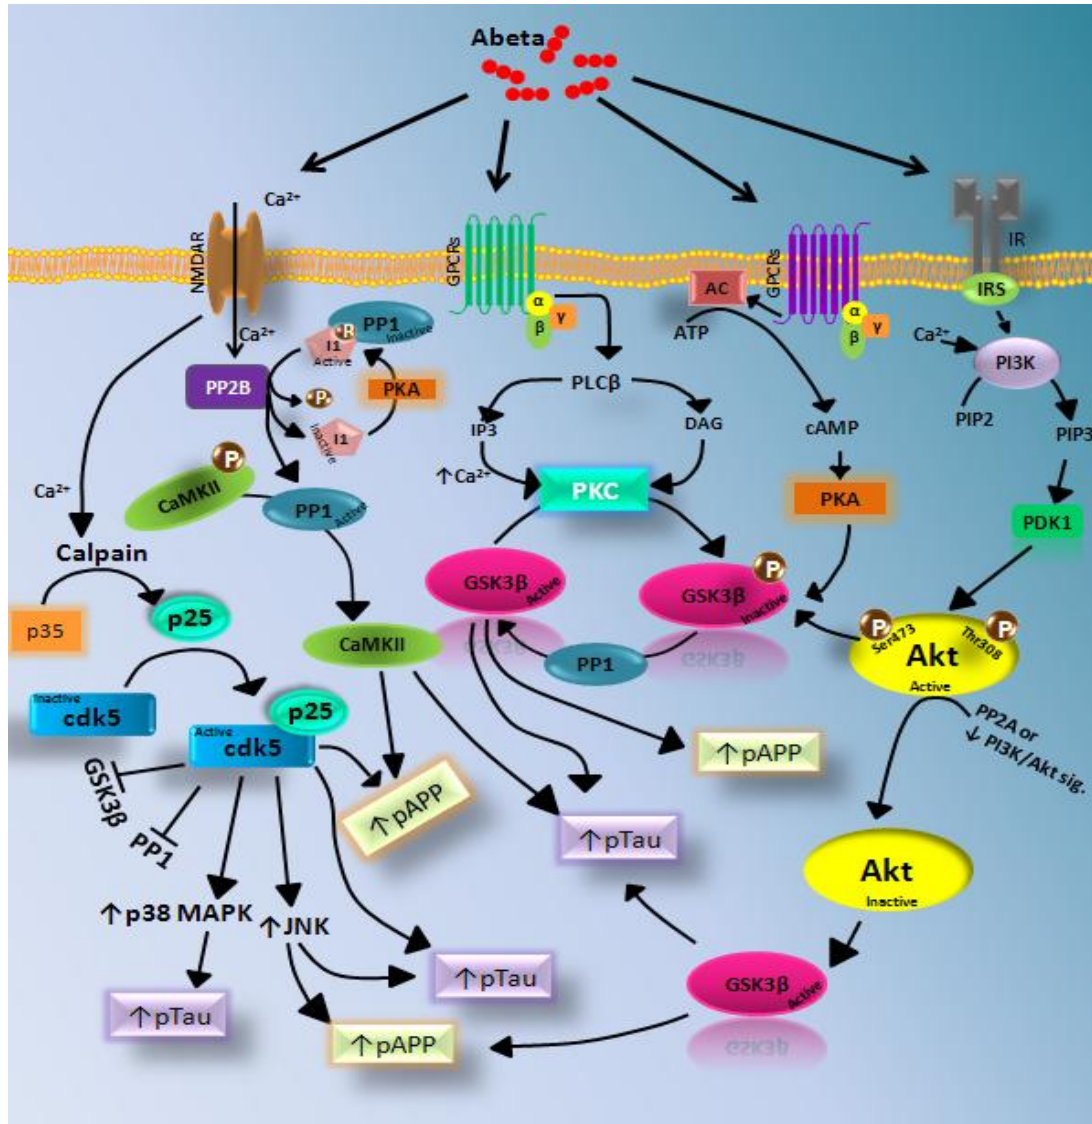 Abeta
Ca²⁺
NMDAR
GPCRs
GPCRs
IR
IRS
AC
ATP
α
β
γ
α
β
γ
Ca²⁺
PP2B
I1
Active
P
PP1
Inactive
P
Inactive
I1
PKA
PLCβ
IP3
DAG
↑Ca²⁺
PKC
cAMP
PKA
Ca²⁺
PI3K
PIP2
PIP3
PDK1
P
CaMKII
PP1
Active
Ca²⁺
Calpain
p35
p25
GSK3β
Active
P
GSK3β
Inactive
PP1
CaMKII
P
Ser473
P
Thr308
Akt
Active
PP2A or
↓ PI3K/Akt sig.
Inactive
cdk5
p25
Active
cdk5
GSK3β
PP1
↑pAPP
↑pAPP
↑pTau
Akt
Inactive
↑p38 MAPK
↑JNK
↑pTau
↑pTau
↑pAPP
GSK3β
Active